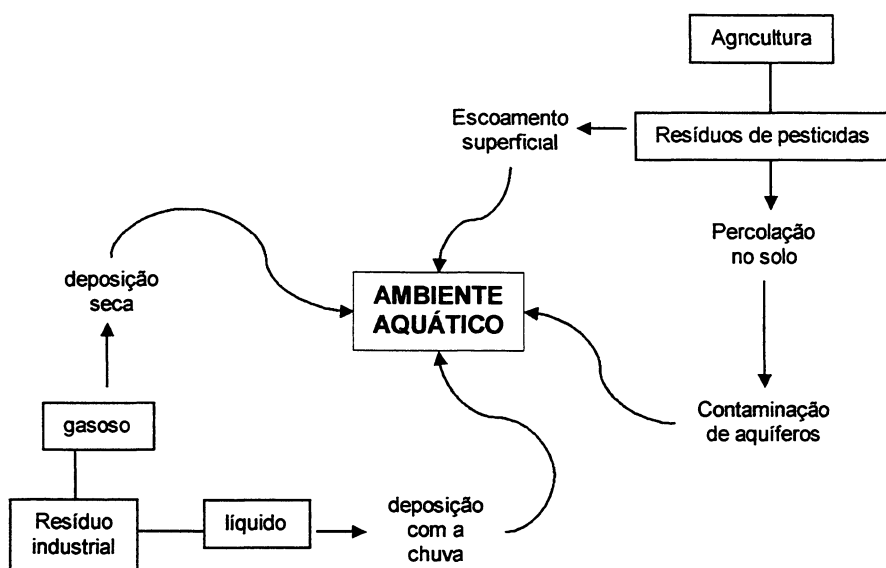 Agricultura
Escoamento
superficial
Resíduos de pesticidas
Percolação
no solo
deposição
seca
AMBIENTE
AQUÁTICO
gasoso
Contaminação
de aquíferos
Resíduo
industrial
líquido
deposição
com a
chuva